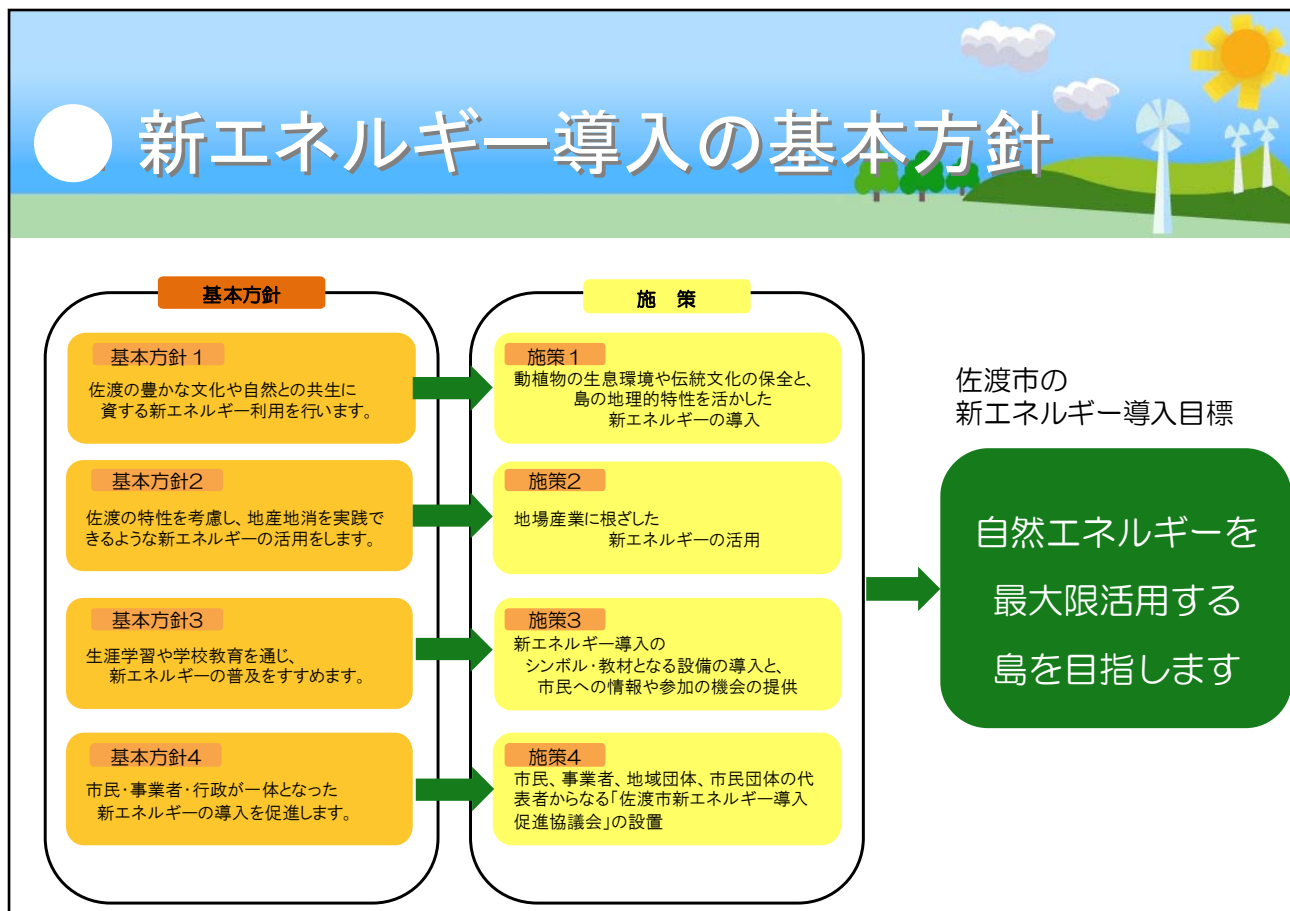 新エネルギー導入の基本方針
基本方針
基本方針１
佐渡の豊かな文化や自然との共生に
資する新エネルギー利用を行います。
基本方針２
佐渡の特性を考慮し、地産地消を実践で
きるような新エネルギーの活用をします。
基本方針３
生涯学習や学校教育を通じ、
新エネルギーの普及をすすめます。
基本方針４
市民・事業者・行政が一体となった
新エネルギーの導入を促進します。
施　策
施策１
動植物の生息環境や伝統文化の保全と、
島の地理的特性を活かした
新エネルギーの導入
施策２
地場産業に根ざした
新エネルギーの活用
施策３
新エネルギー導入の
シンボル・教材となる設備の導入と、
市民への情報や参加の機会の提供
施策４
市民、事業者、地域団体、市民団体の代
表者からなる「佐渡市新エネルギー導入
促進協議会」の設置
佐渡市の
新エネルギー導入目標
自然エネルギーを
最大限活用する
島を目指します